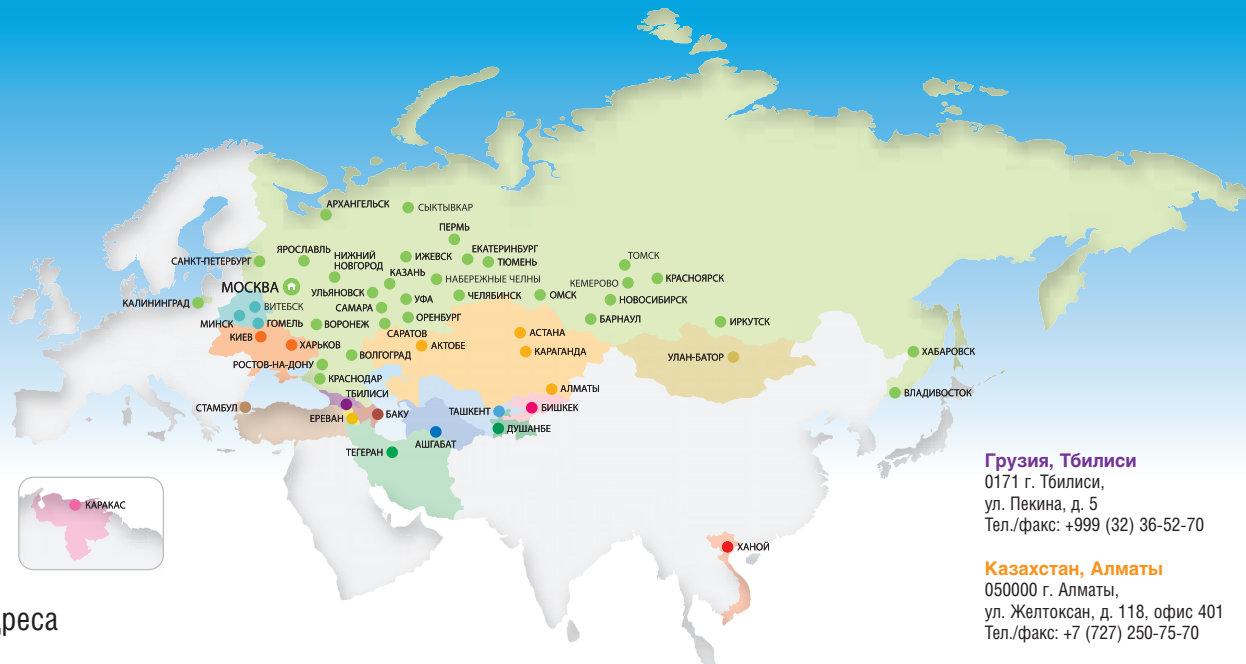 АРХАНГЕЛЬСК
СЫКТЫВКАР
ПЕРМЬ
ЯРОСЛАВЛЬ
НИЖНИЙ
НОВГОРОД
ИЖЕВСК
ЕКАТЕРИНБУРГ
ТЮМЕНЬ
ТОМСК
САНКТ-ПЕТЕРБУРГ
КАЗАНЬ
НАБЕРЕЖНЫЕ ЧЕЛНЫ
КЕМЕРОВО
КРАСНОЯРСК
МОСКВА
УЛЬЯНОВСК
УФА
ЧЕЛЯБИНСК
ОМСК
НОВОСИБИРСК
КАЛИНИНГРАД
ВИТЕБСК
САМАРА
ОРЕНБУРГ
БАРНАУЛ
ИРКУТСК
МИНСК
ГОМЕЛЬ
ВОРОНЕЖ
САРАТОВ
АСТАНА
КИЕВ
ХАРЬКОВ
АКТОБЕ
КАРАГАНДА
УЛАН-БАТОР
ХАБАРОВСК
ВОЛГОГРАД
РОСТОВ-НА-ДОНУ
КРАСНОДАР
АЛМАТЫ
ВЛАДИВОСТОК
ТБИЛИСИ
СТАМБУЛ
ЕРЕВАН
БАКУ
ТАШКЕНТ
БИШКЕК
АШГАБАТ
ДУШАНБЕ
ТЕГЕРАН
КАРАКАС
ХАНОЙ
Грузия, Тбилиси
0171 г. Тбилиси,
ул. Пекина, д. 5
Тел./факс: +999 (32) 36-52-70
Казахстан, Алматы
050000 г. Алматы,
ул. Желтоксан, д. 118, офис 401
Тел./факс: +7 (727) 250-75-70